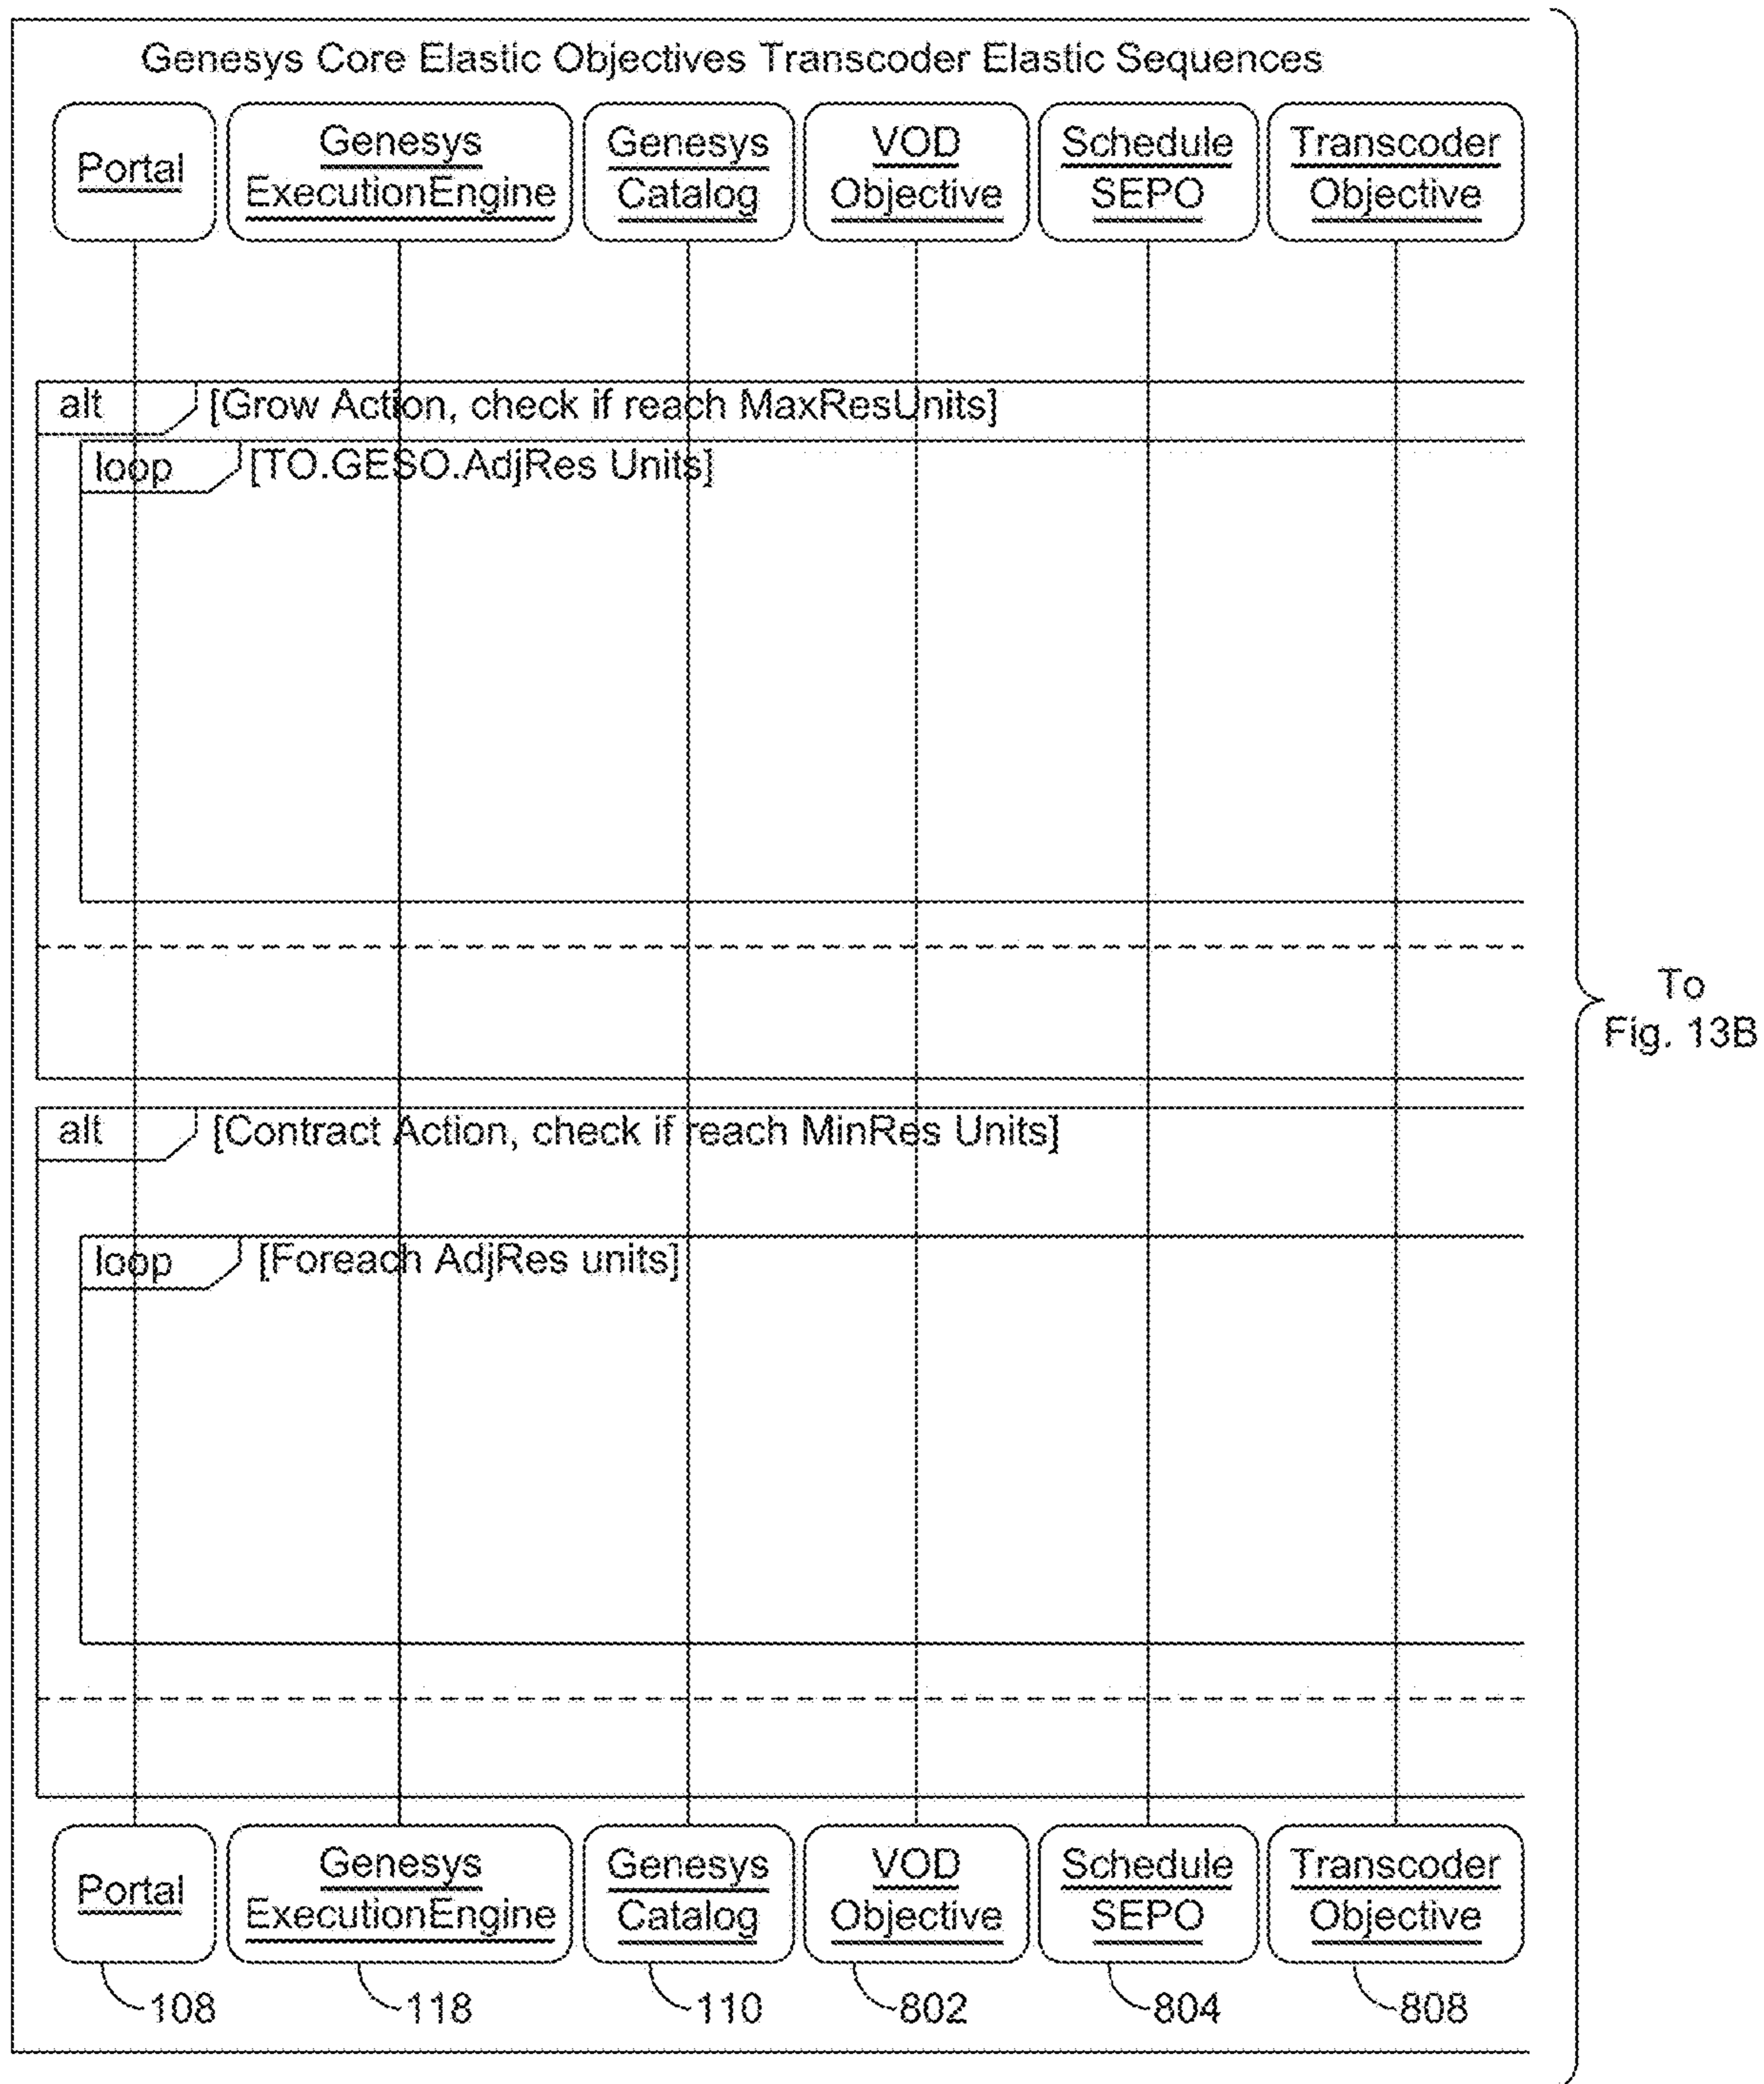 Genesys Core Elastic Objectives Transcoder Elastic Sequences
Portal
Genesys
ExecutionEngine
Genesys
Catalog
VOD
Objective
Schedule
SEPO
Transcoder
Objective
alt [Grow Action, check if reach MaxResUnits]
loop [TO.GESO.AdjRes Units]
To
Fig. 13B
alt [Contract Action, check if reach MinRes Units]
loop [Foreach AdjRes units]
Portal
Genesys
ExecutionEngine
Genesys
Catalog
VOD
Objective
Schedule
SEPO
Transcoder
Objective
108 118 110 802 804 808